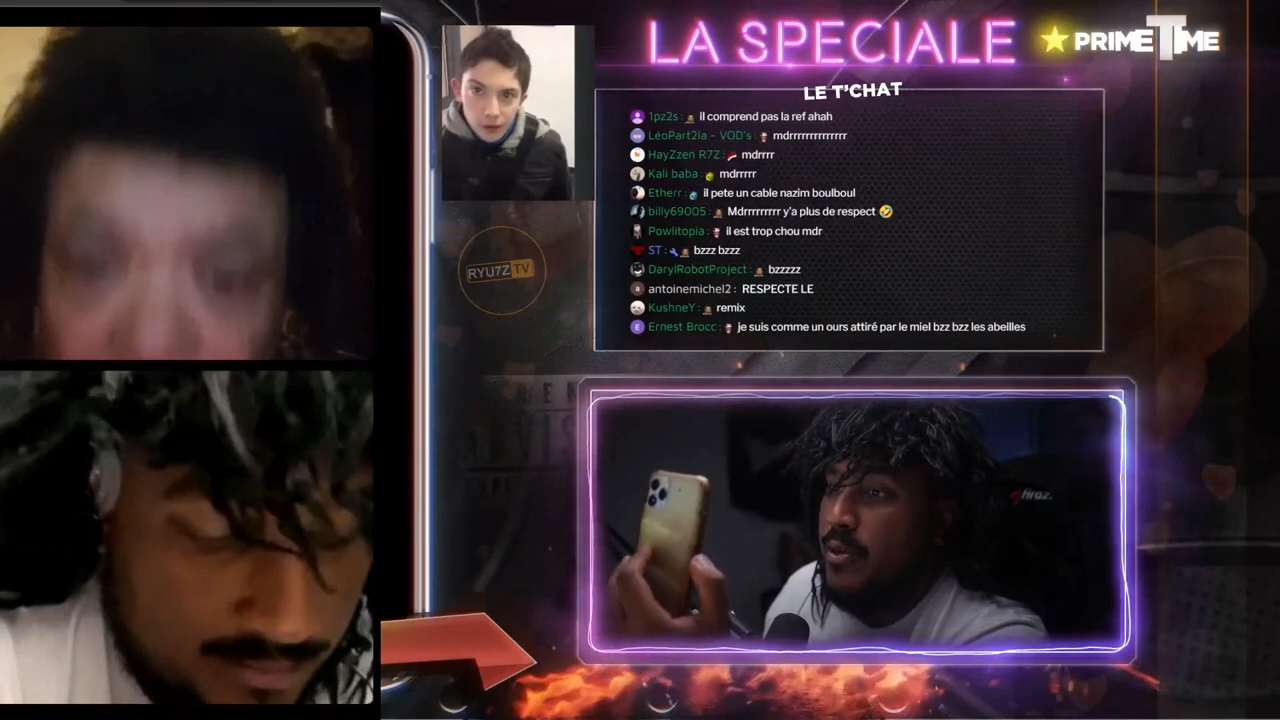 LA SPECIALE
PRIME TIME
LE T'CHAT
1pz2s : il comprend pas la ref ahah
LéoPart2la - VOD's : mdrrrrrrrrrrrrr
HayZzen R7Z : mdrrrr
Kali baba : mdrrrrr
Etherr : il pete un cable nazim boulboul
billy69005 : Mdrrrrrrrrr y'a plus de respect 🤣
Powlitopia : il est trop chou mdr
ST : bzzz bzzz
DarylRobotProject : bzzzzz
antoinemichel2 : RESPECTE LE
KushneY : remix
Ernest Brocc : je suis comme un ours attiré par le miel bzz bzz les abeilles
RYU7Z TV